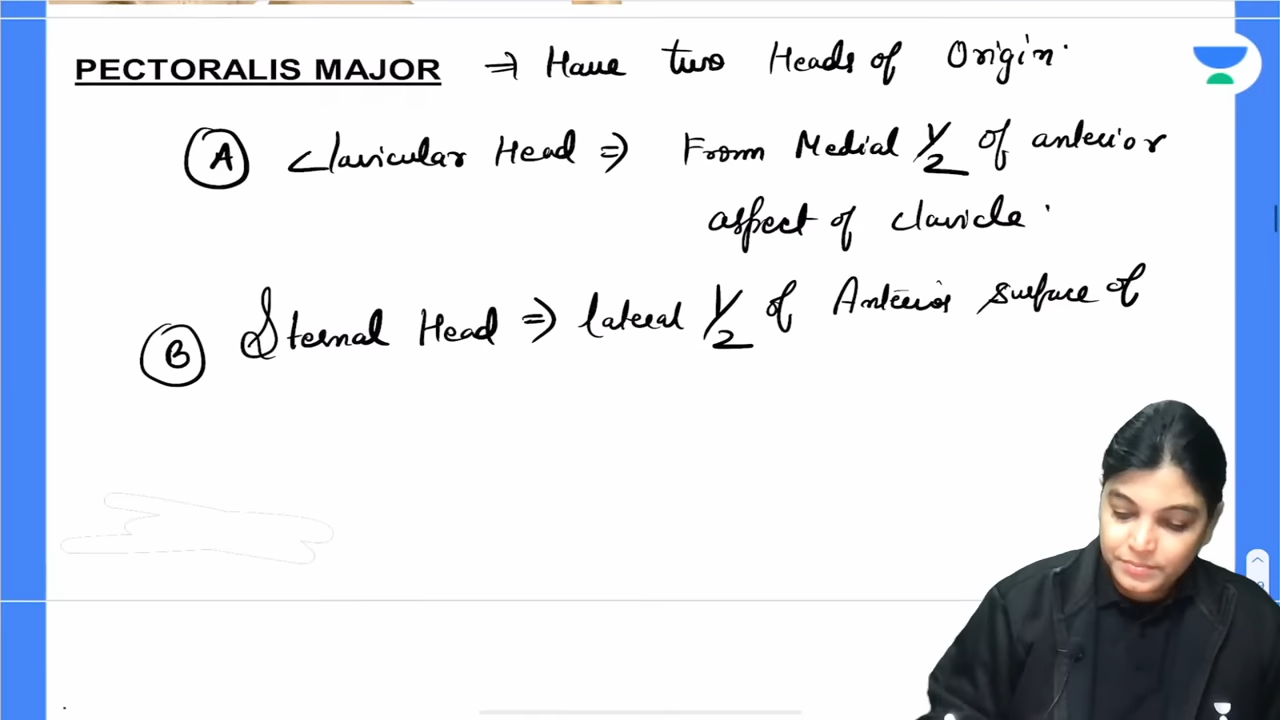 PECTORALIS MAJOR ⇒ Have two Heads of Origin.
A Clavicular Head ⇒ From Medial 1/2 of anterior
aspect of clavicle.
B Sternal Head ⇒ lateral 1/2 of Anterior surface of